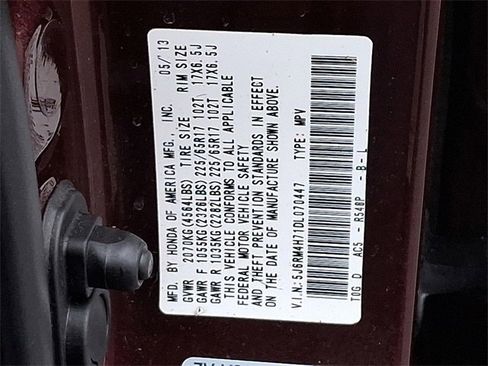 MFD. BY HONDA OF AMERICA MFG., INC. 05/13
GVWR 2070KG(4564LBS) TIRE SIZE RIM SIZE
GAWR F 1055KG(2326LBS) 225/65R17 102T 17X6.5J
GAWR R 1035KG(2282LBS) 225/65R17 102T 17X6.5J
THIS VEHICLE CONFORMS TO ALL APPLICABLE
FEDERAL MOTOR VEHICLE SAFETY
AND THEFT PREVENTION STANDARDS IN EFFECT
ON THE DATE OF MANUFACTURE SHOWN ABOVE.
V.I.N.: 5J6RM4H71DL070447 TYPE: MPV
T0G D AC5 - R548P - B - L